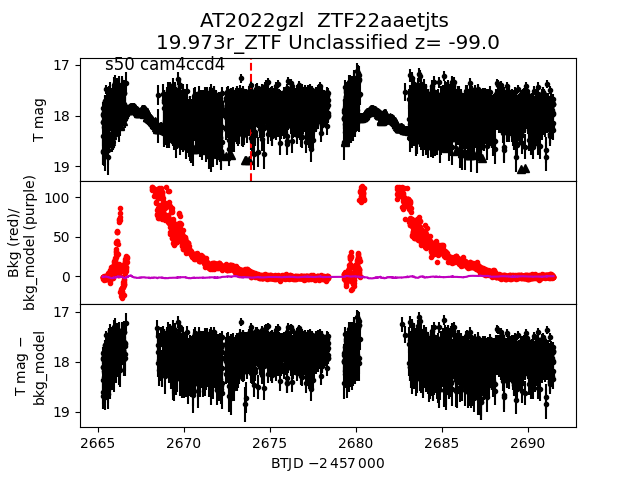 AT2022gzl  ZTF22aaetjts
19.973r_ZTF Unclassified z= -99.0
s50 cam4ccd4
17
18
19
T mag
100
50
0
Bkg (red)/
bkg_model (purple)
17
18
19
T mag −
bkg_model
2665 2670 2675 2680 2685 2690
BTJD −2 457 000